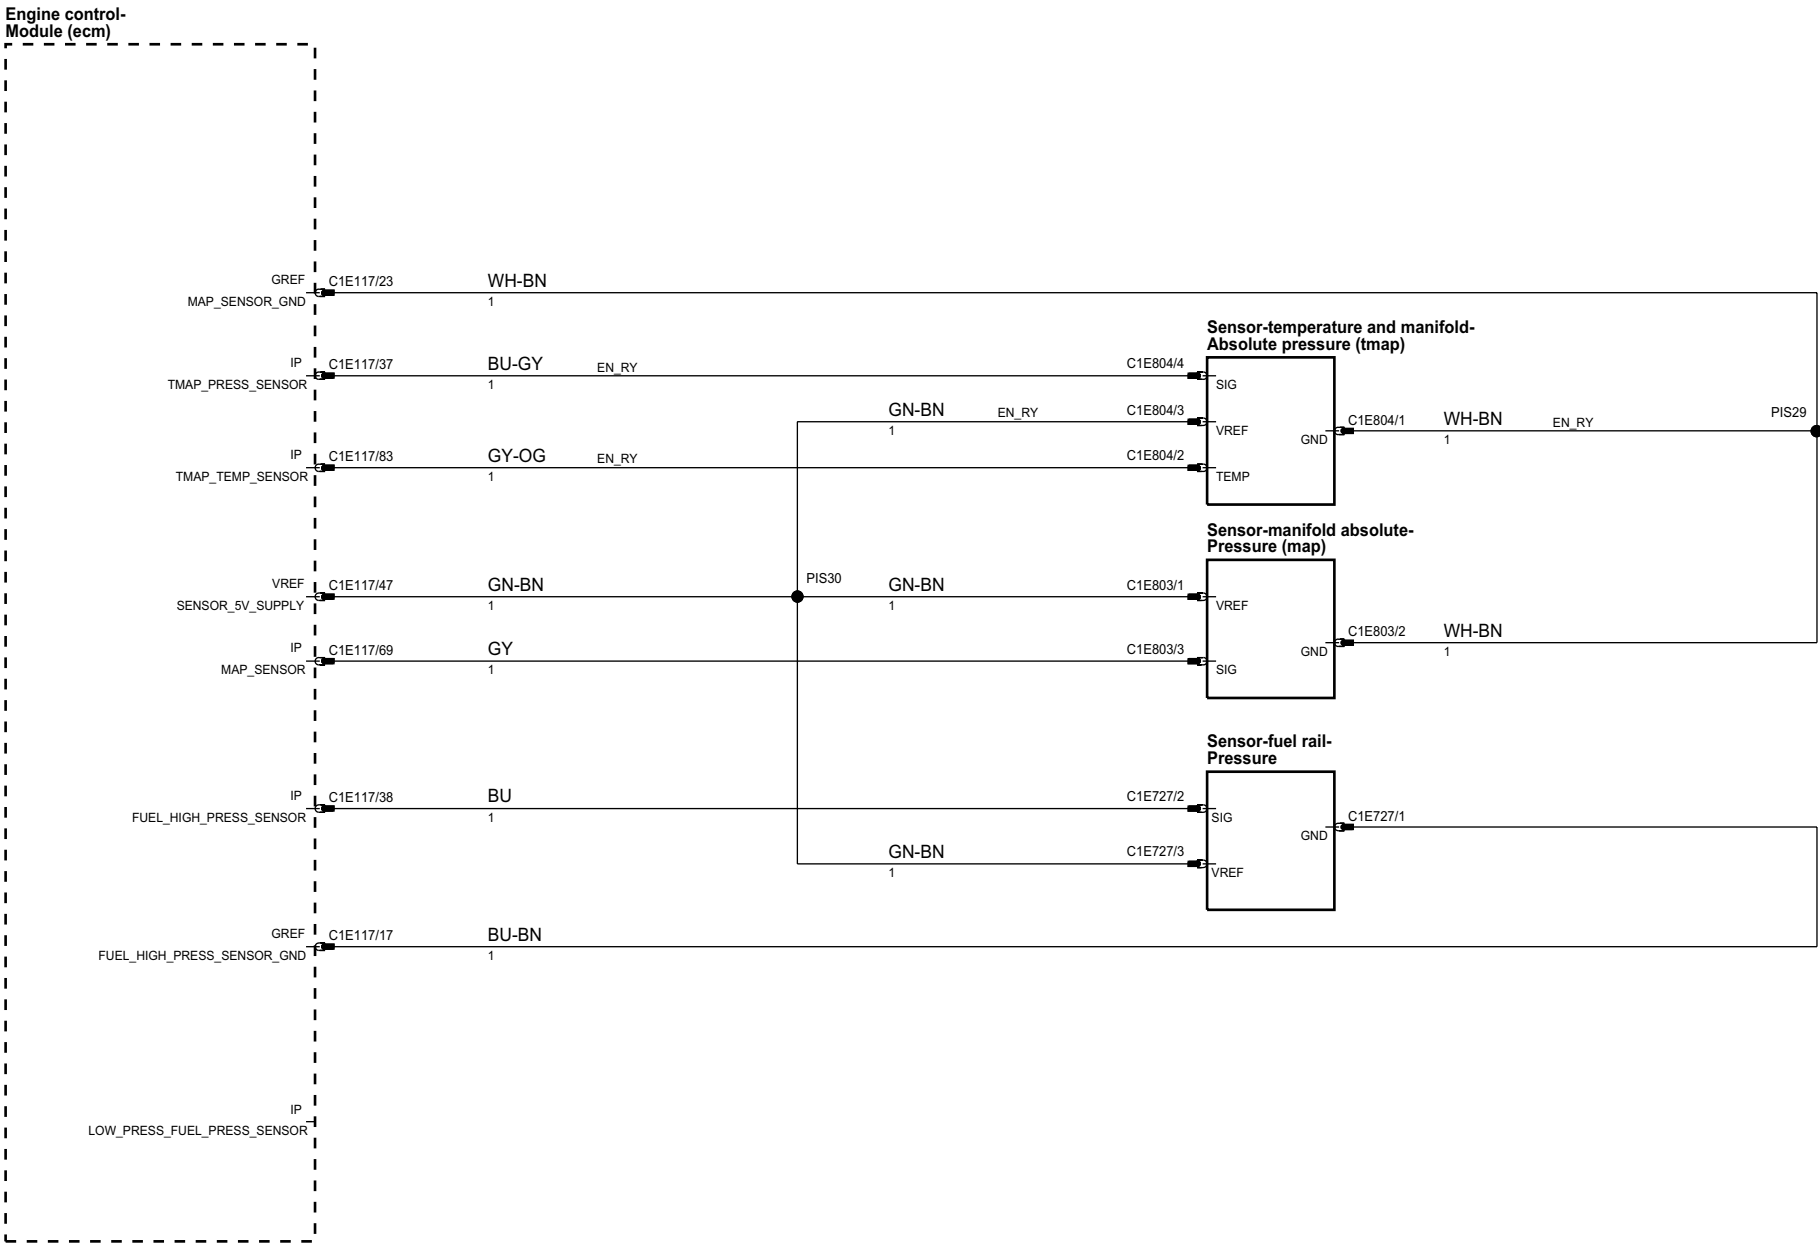 Engine control-
Module (ecm)
GREF
C1E117/23
WH-BN
MAP_SENSOR_GND
1
Sensor-temperature and manifold-
Absolute pressure (tmap)
IP
C1E117/37
BU-GY
EN_RY
C1E804/4
TMAP_PRESS_SENSOR
1
SIG
GN-BN
EN_RY
C1E804/3
1
VREF
GND
C1E804/1
WH-BN
EN_RY
1
PIS29
IP
C1E117/83
GY-OG
EN_RY
C1E804/2
TMAP_TEMP_SENSOR
1
TEMP
Sensor-manifold absolute-
Pressure (map)
VREF
C1E117/47
GN-BN
PIS30
GN-BN
C1E803/1
SENSOR_5V_SUPPLY
1
1
VREF
C1E803/2
WH-BN
GND
1
IP
C1E117/69
GY
C1E803/3
MAP_SENSOR
1
SIG
Sensor-fuel rail-
Pressure
IP
C1E117/38
BU
C1E727/2
FUEL_HIGH_PRESS_SENSOR
1
SIG
C1E727/1
GND
GN-BN
C1E727/3
1
VREF
GREF
C1E117/17
BU-BN
FUEL_HIGH_PRESS_SENSOR_GND
1
IP
LOW_PRESS_FUEL_PRESS_SENSOR